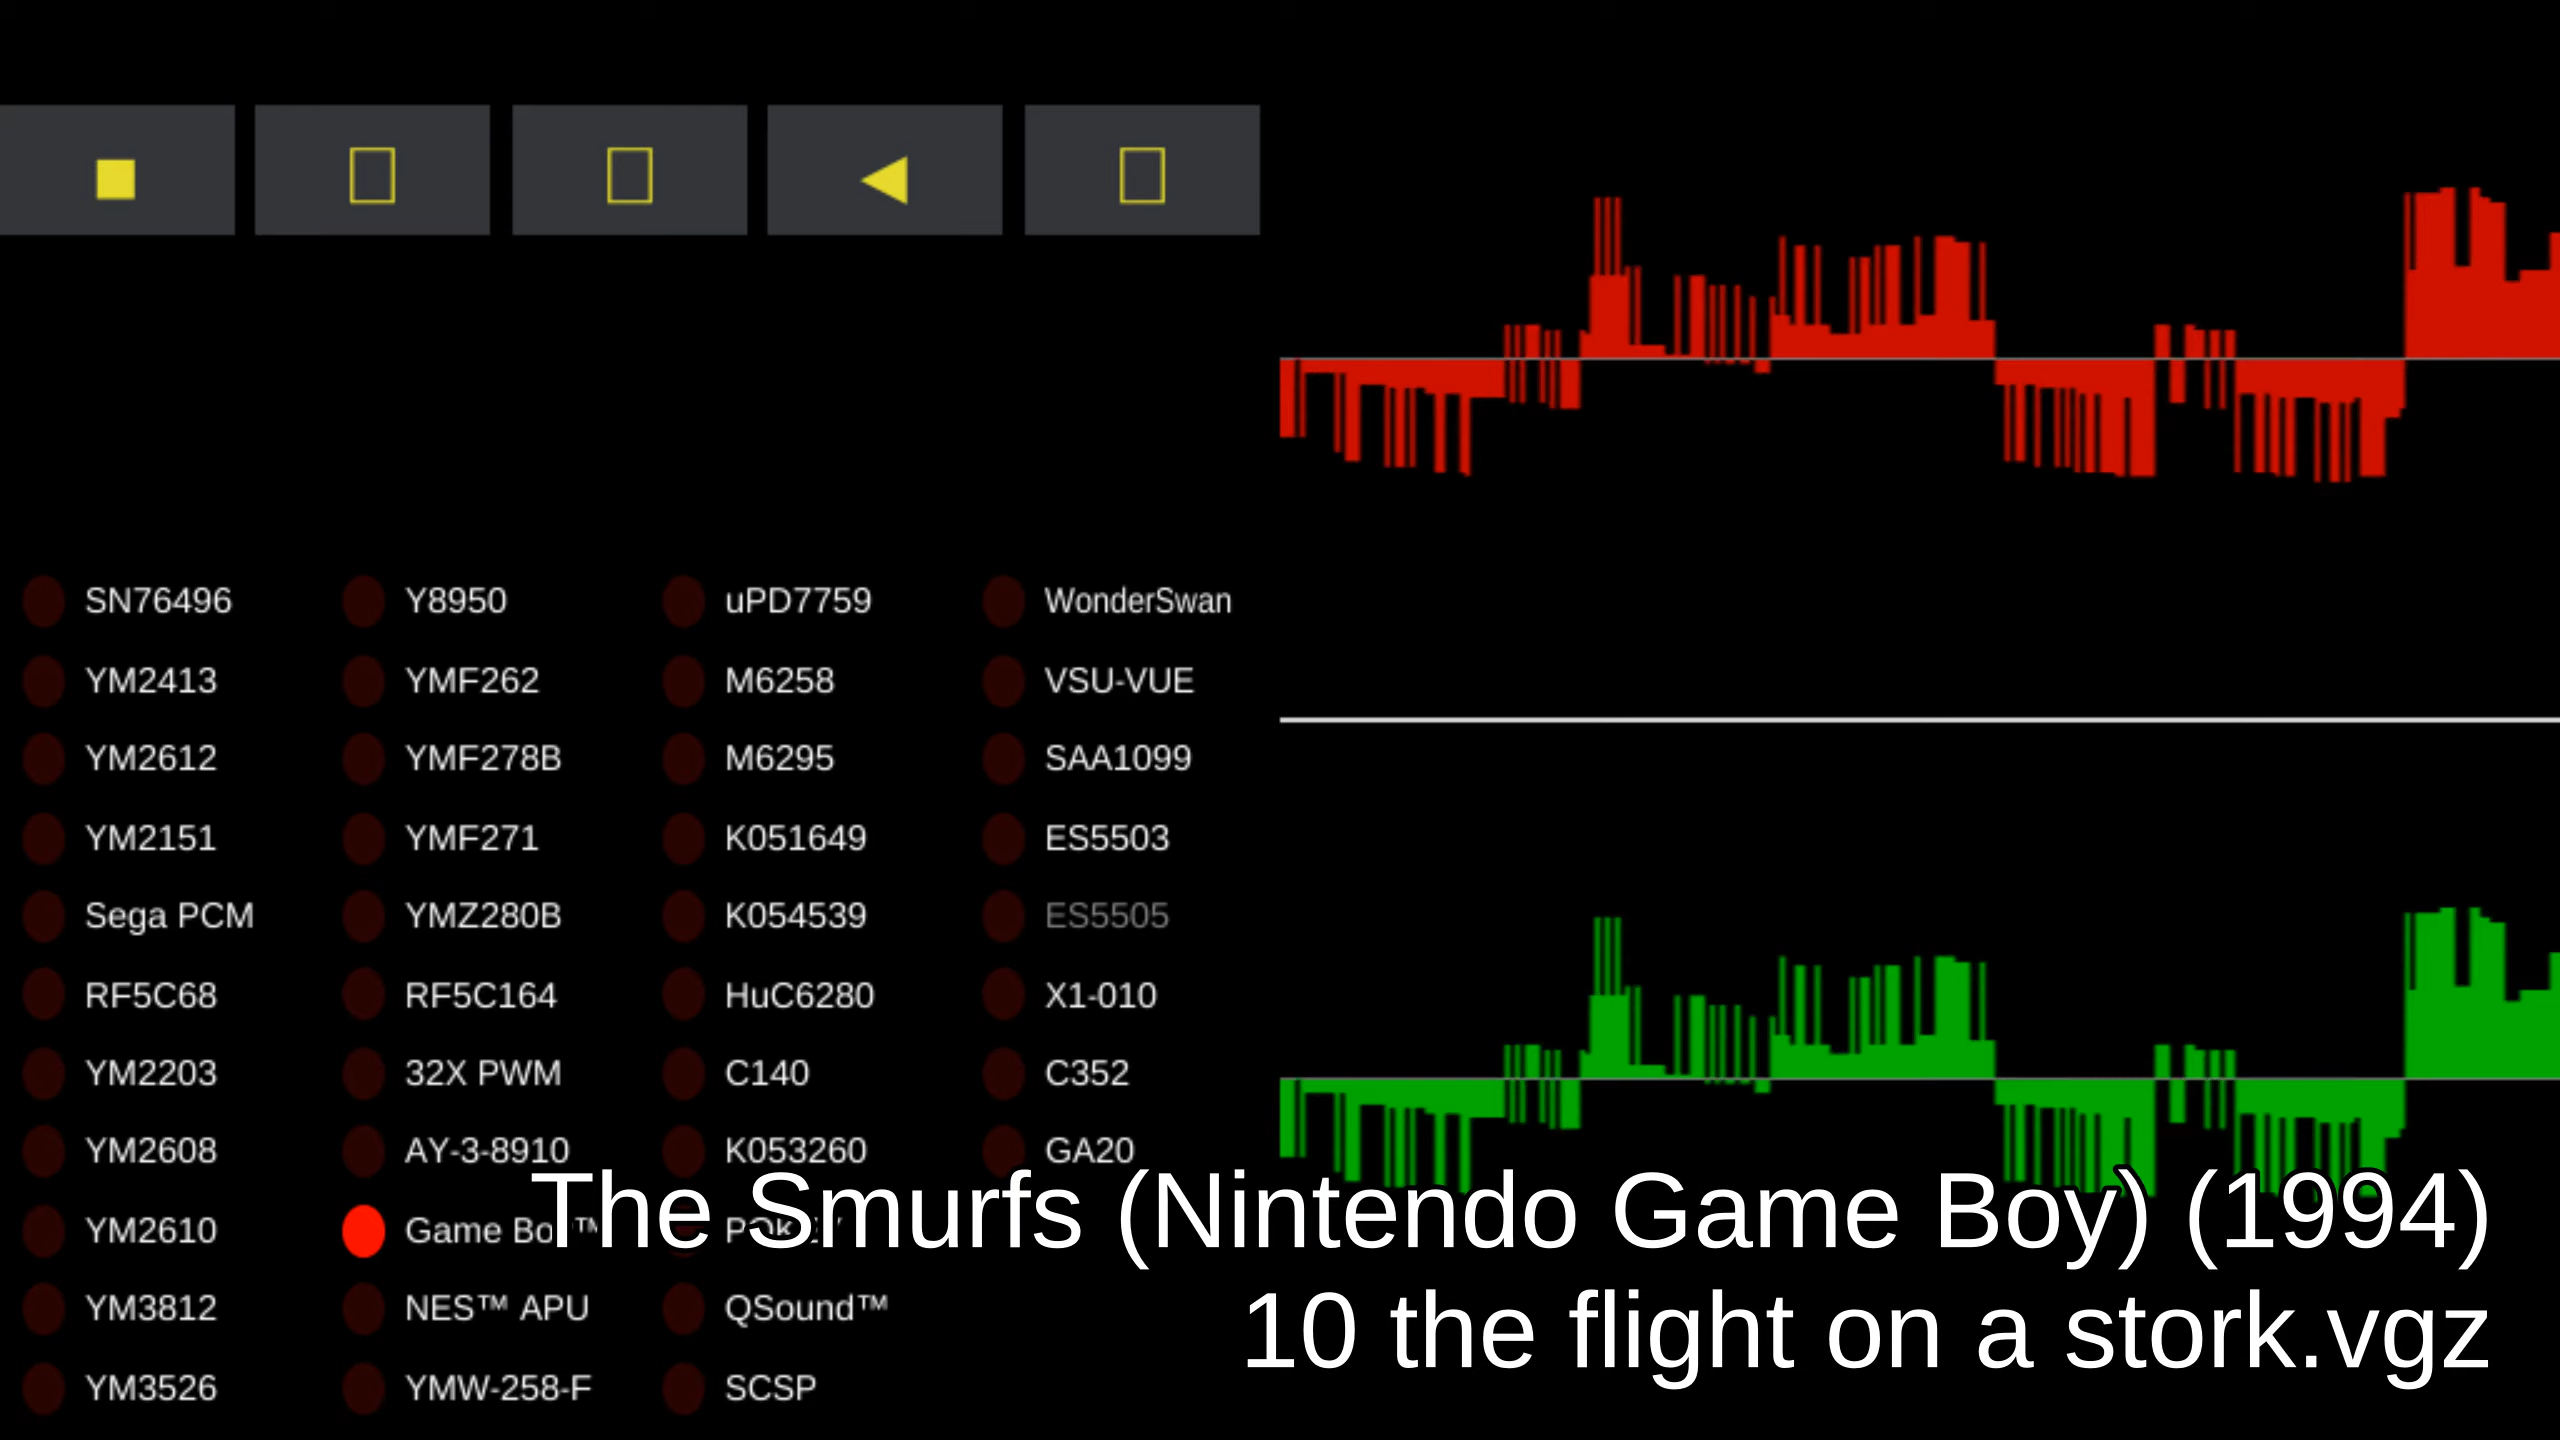 SN76496
YM2413
YM2612
YM2151
Sega PCM
RF5C68
YM2203
YM2608
YM2610
YM3812
YM3526
Y8950
YMF262
YMF278B
YMF271
YMZ280B
RF5C164
32X PWM
AY-3-8910
Game Bo ™
NES™ APU
YMW-258-F
uPD7759
M6258
M6295
K051649
K054539
HuC6280
C140
K053260
QSound™
SCSP
WonderSwan
VSU-VUE
SAA1099
ES5503
ES5505
X1-010
C352
GA20
The Smurfs (Nintendo Game Boy) (1994)
10 the flight on a stork.vgz